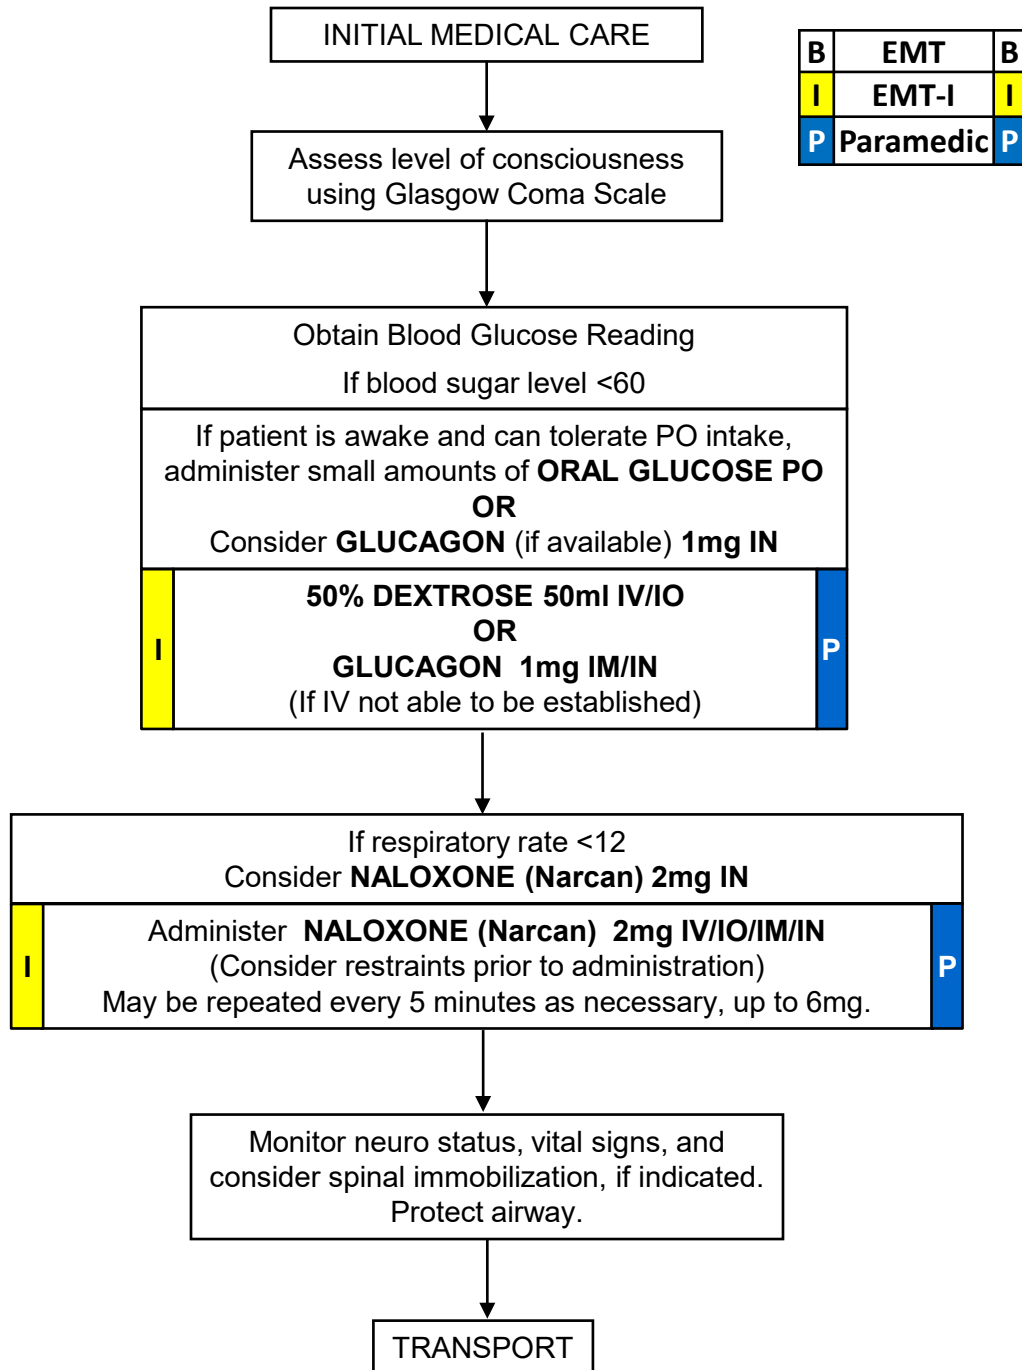 INITIAL MEDICAL CARE
B EMT B
I EMT-I I
P Paramedic P
Assess level of consciousness
using Glasgow Coma Scale
Obtain Blood Glucose Reading
If blood sugar level <60
If patient is awake and can tolerate PO intake,
administer small amounts of ORAL GLUCOSE PO
OR
Consider GLUCAGON (if available) 1mg IN
50% DEXTROSE 50ml IV/IO
OR
I GLUCAGON 1mg IM/IN P
(If IV not able to be established)
If respiratory rate <12
Consider NALOXONE (Narcan) 2mg IN
Administer NALOXONE (Narcan) 2mg IV/IO/IM/IN
I (Consider restraints prior to administration) P
May be repeated every 5 minutes as necessary, up to 6mg.
Monitor neuro status, vital signs, and
consider spinal immobilization, if indicated.
Protect airway.
TRANSPORT